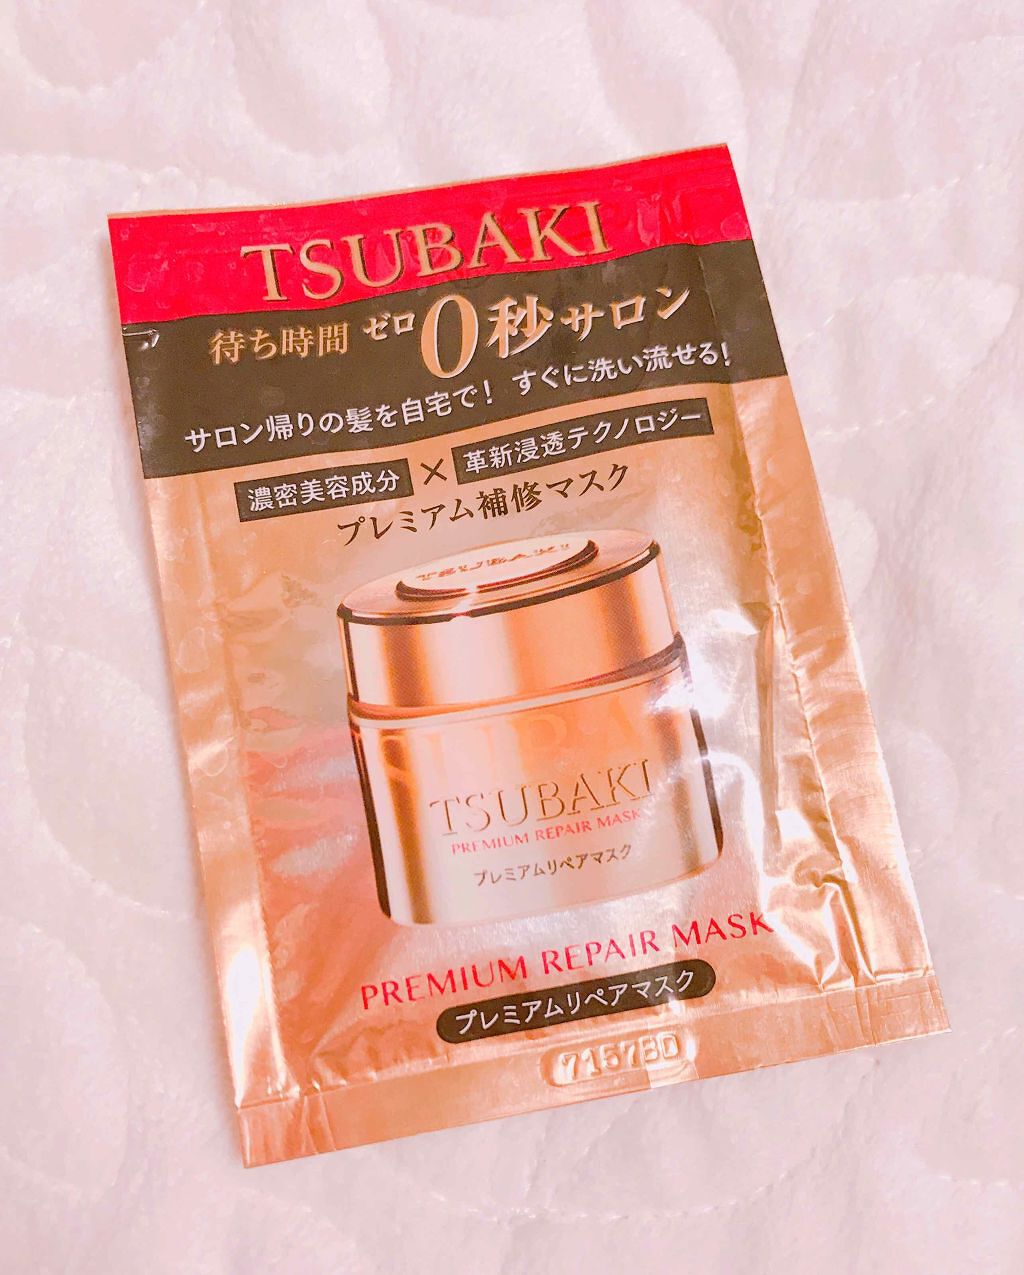 TSUBAKI
待ち時間 ゼロ 0秒サロン
サロン帰りの髪を自宅で! すぐに洗い流せる!
濃密美容成分 × 革新浸透テクノロジー
プレミアム補修マスク
TSUBAKI
TSUBAKI
PREMIUM REPAIR MASK
プレミアムリペアマスク
PREMIUM REPAIR MASK
プレミアムリペアマスク